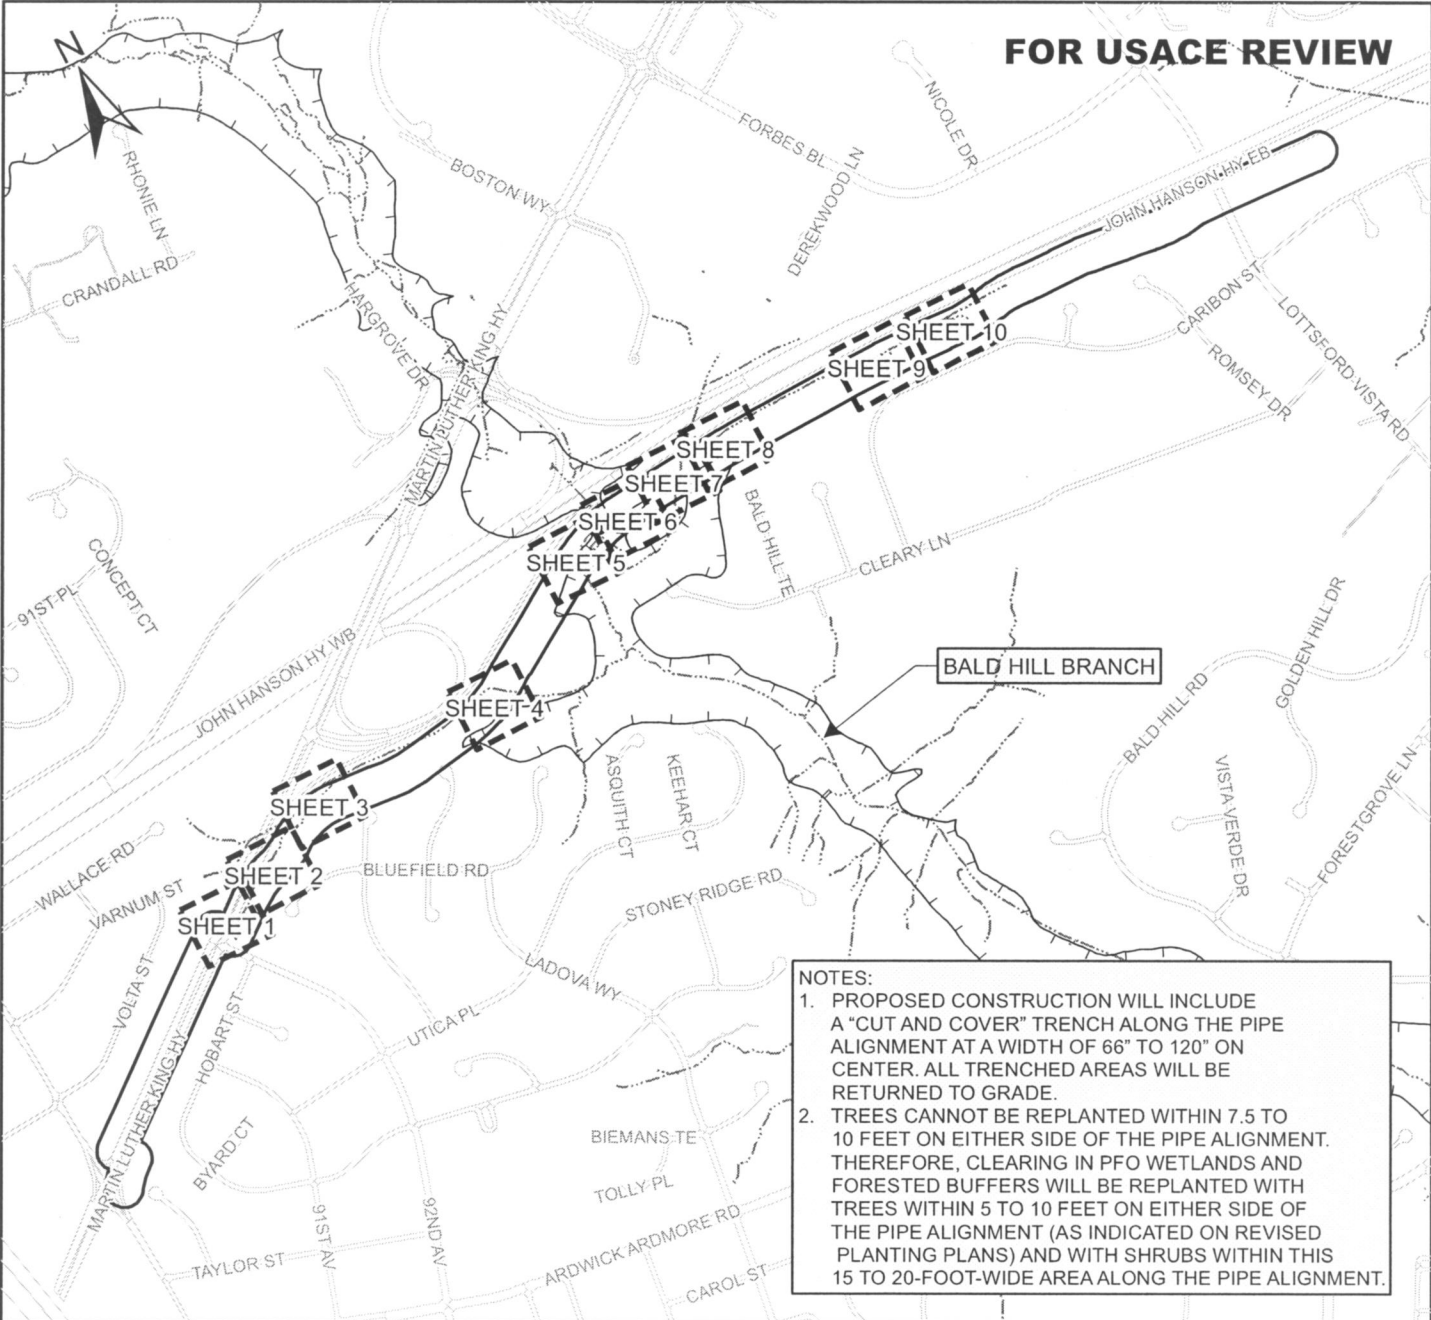 FOR USACE REVIEW
N
NICOLE DR
FORBES BL
DEREKWOOD LN
BOSTON WY
RHONIE LN
CRANDALL RD
JOHN HANSON HY EB
HARGROVE DR
MARTIN LUTHER KING HY
CARIBON ST
LOTTSFORD VISTA RD
ROMSEY DR
SHEET 10
SHEET 9
SHEET 8
SHEET 7
SHEET 6
SHEET 5
BALD HILL TE
CLEARY LN
CONCEPT CT
91ST PL
JOHN HANSON HY WB
GOLDEN HILL DR
BALD HILL BRANCH
BALD HILL RD
SHEET 4
ASQUITH CT
KEEHAR CT
VISTA VERDE DR
FORESTGROVE LN
SHEET 3
WALLACE RD
VARNUM ST
SHEET 2
BLUEFIELD RD
STONEY RIDGE RD
SHEET 1
VOLTA ST
LADOVA WY
HOBART ST
UTICA PL
MARTIN LUTHER KING HY
BYARD CT
BIEMANS TE
TOLLY PL
91ST AV
92ND AV
TAYLOR ST
ARDWICK ARDMORE RD
CAROL ST
NOTES:
1. PROPOSED CONSTRUCTION WILL INCLUDE
A “CUT AND COVER” TRENCH ALONG THE PIPE
ALIGNMENT AT A WIDTH OF 66” TO 120” ON
CENTER. ALL TRENCHED AREAS WILL BE
RETURNED TO GRADE.
2. TREES CANNOT BE REPLANTED WITHIN 7.5 TO
10 FEET ON EITHER SIDE OF THE PIPE ALIGNMENT.
THEREFORE, CLEARING IN PFO WETLANDS AND
FORESTED BUFFERS WILL BE REPLANTED WITH
TREES WITHIN 5 TO 10 FEET ON EITHER SIDE OF
THE PIPE ALIGNMENT (AS INDICATED ON REVISED
PLANTING PLANS) AND WITH SHRUBS WITHIN THIS
15 TO 20-FOOT-WIDE AREA ALONG THE PIPE ALIGNMENT.